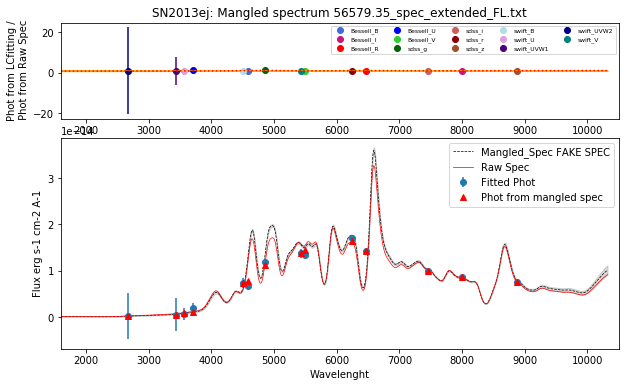 SN2013ej: Mangled spectrum 56579.35_spec_extended_FL.txt
Phot from LCfitting /
Phot from Raw Spec
20
0
−20
Bessell_B
Bessell_I
Bessell_R
Bessell_U
Bessell_V
sdss_g
sdss_i
sdss_r
sdss_z
swift_B
swift_U
swift_UVW1
swift_UVW2
swift_V
2000 3000 4000 5000 6000 7000 8000 9000 10000
1e−14
Flux erg s-1 cm-2 A-1
3
2
1
0
Mangled_Spec FAKE SPEC
Raw Spec
Fitted Phot
Phot from mangled spec
2000 3000 4000 5000 6000 7000 8000 9000 10000
Wavelenght